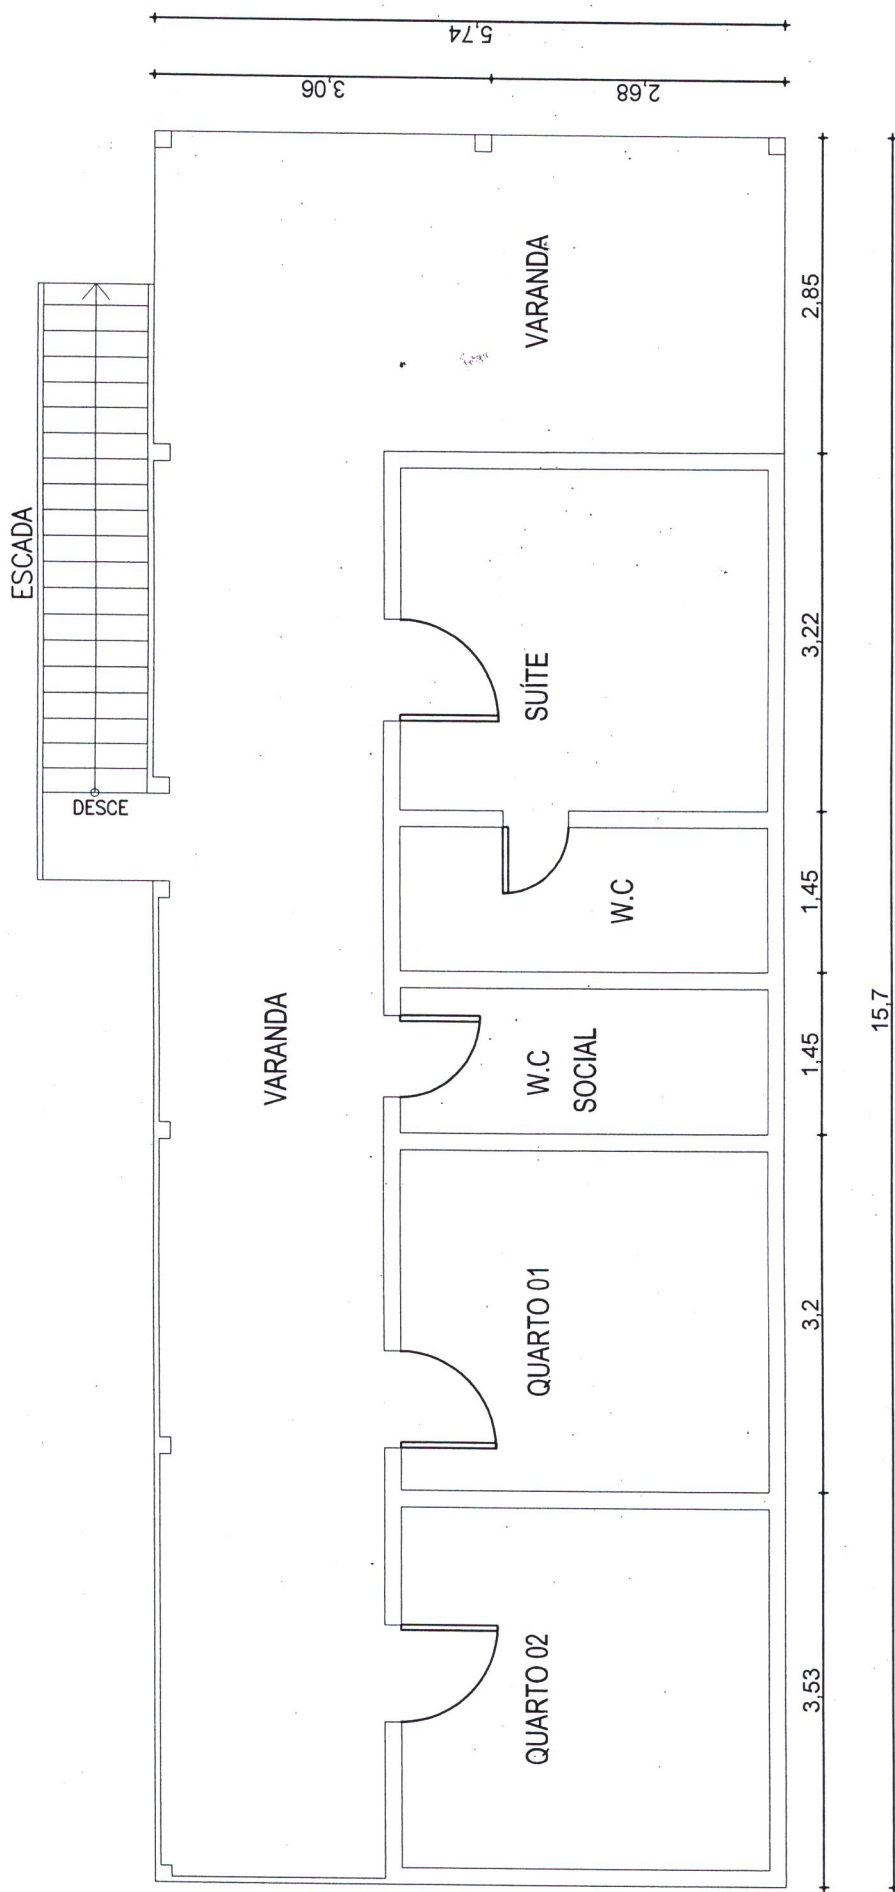 ESCADA
DESCE
VARANDA
VARANDA
QUARTO 02
QUARTO 01
W.C
SOCIAL
W.C
SUÍTE
3,53
3,2
1,45
1,45
3,22
2,85
15,7
3,06
2,68
5,74